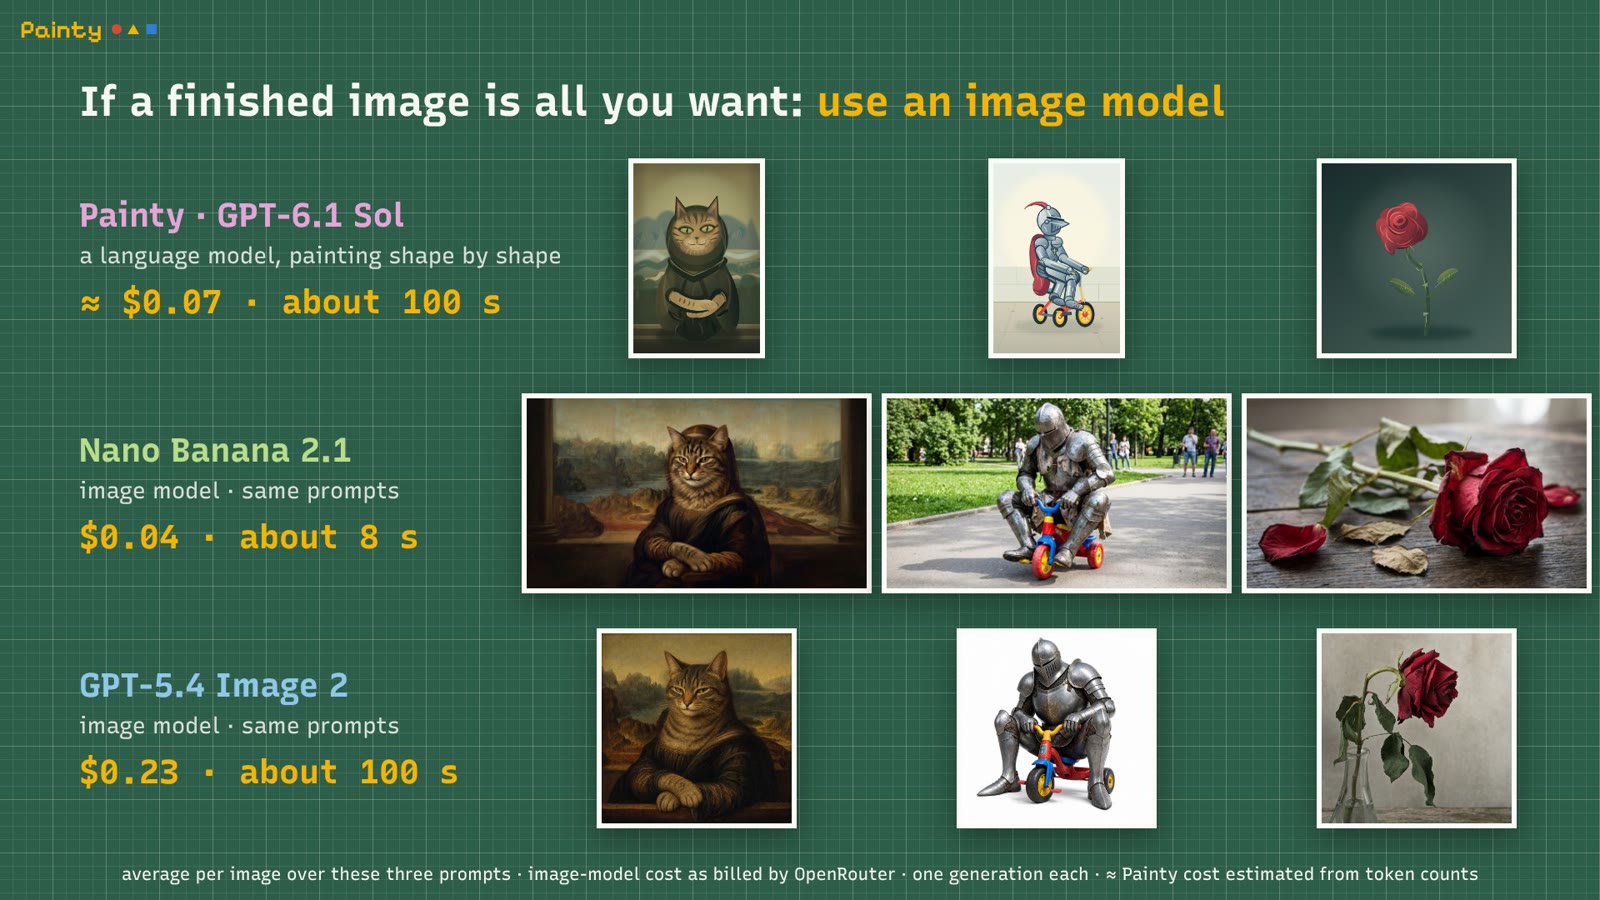 Painty
If a finished image is all you want: use an image model
Painty · GPT-6.1 Sol
a language model, painting shape by shape
≈ $0.07 · about 100 s
Nano Banana 2.1
image model · same prompts
$0.04 · about 8 s
GPT-5.4 Image 2
image model · same prompts
$0.23 · about 100 s
average per image over these three prompts · image-model cost as billed by OpenRouter · one generation each · ≈ Painty cost estimated from token counts